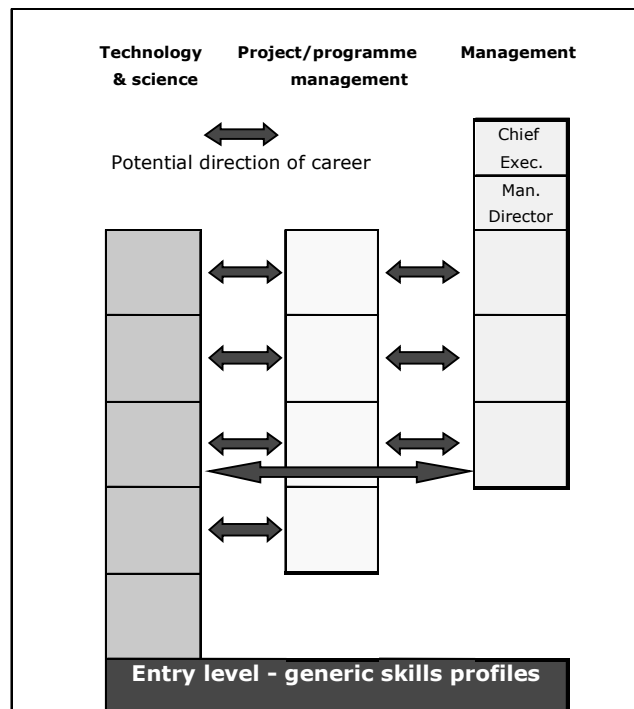 Technology
& science
Project/programme
management
Management
Potential direction of career
Chief
Exec.
Man.
Director
Entry level - generic skills profiles